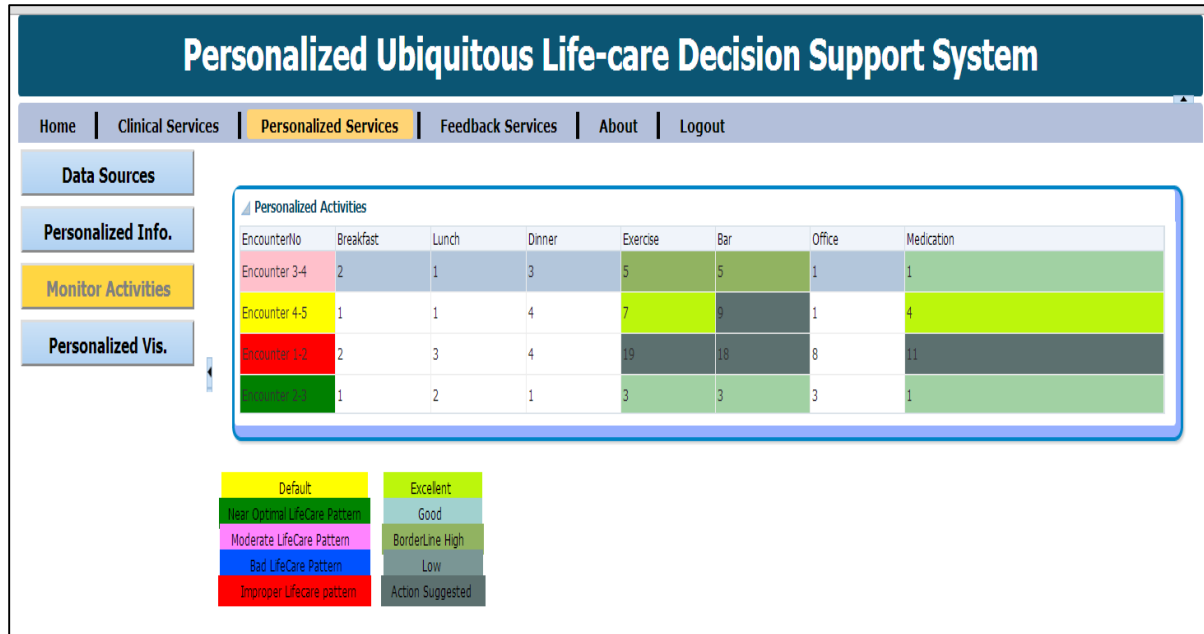 Personalized Ubiquitous Life-care Decision Support System
Home Clinical Services Personalized Services Feedback Services About Logout
Data Sources
Personalized Info.
Monitor Activities
Personalized Vis.
Personalized Activities
EncounterNo Breakfast Lunch Dinner Exercise Bar Office Medication
Encounter 3-4 2 1 3 5 5 1 1
Encounter 4-5 1 1 4 7 9 1 4
Encounter 1-2 2 3 4 19 18 8 11
Encounter 2-3 1 2 1 3 3 3 1
Default Excellent
Near Optimal LifeCare Pattern Good
Moderate LifeCare Pattern BorderLine High
Bad LifeCare Pattern Low
Improper Lifecare pattern Action Suggested